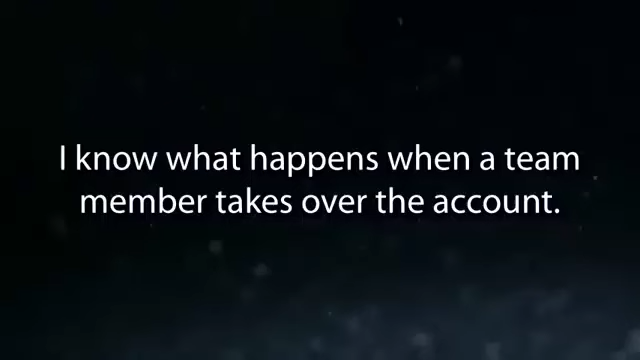 I know what happens when a team
member takes over the account.